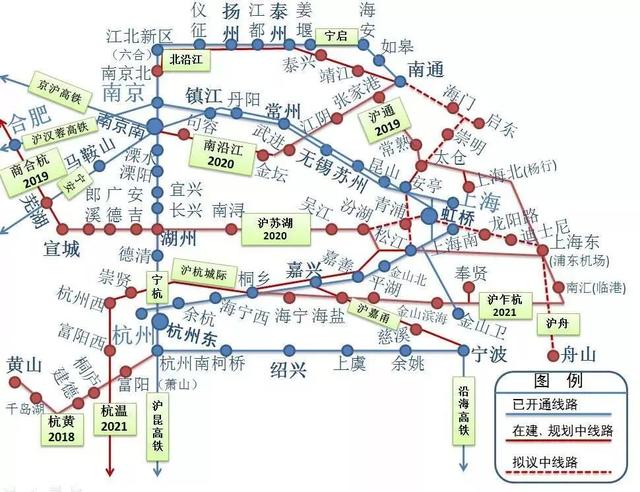 仪征
扬州
江都
泰州
姜堰
宁启
海安
江北新区
(六合)
北沿江
泰兴
靖江
如皋
南京北
南通
京沪高铁
南京
镇江
丹阳
常州
江阴
张家港
沪通
2019
海门
启东
合肥
沪汉蓉高铁
南京南
句容
南沿江
2020
武进
金坛
无锡
苏州
昆山
常熟
崇明
太仓
商合杭
2019
马鞍山
宁安
溧水
溧阳
安亭
上海北(杨行)
芜湖
郎溪
广德
安吉
宜兴
长兴
南浔
吴江
汾湖
青浦
上海
虹桥
龙阳路
迪士尼
宣城
湖州
沪苏湖
2020
松江
上海南
上海东
(浦东机场)
德清
宁杭
沪杭城际
嘉兴
嘉善
金山北
崇贤
桐乡
平湖
奉贤
南汇(临港)
杭州西
余杭
海宁西
海宁
海盐
沪嘉甬
金山滨海
沪乍杭
2021
金山卫
沪舟
杭州
杭州东
慈溪
富阳西
舟山
黄山
桐庐
建德
富阳
杭州南
(萧山)
柯桥
绍兴
上虞
余姚
宁波
千岛湖
杭黄
2018
杭温
2021
沪昆高铁
沿海高铁
图 例
已开通线路
在建、规划中线路
拟议中线路